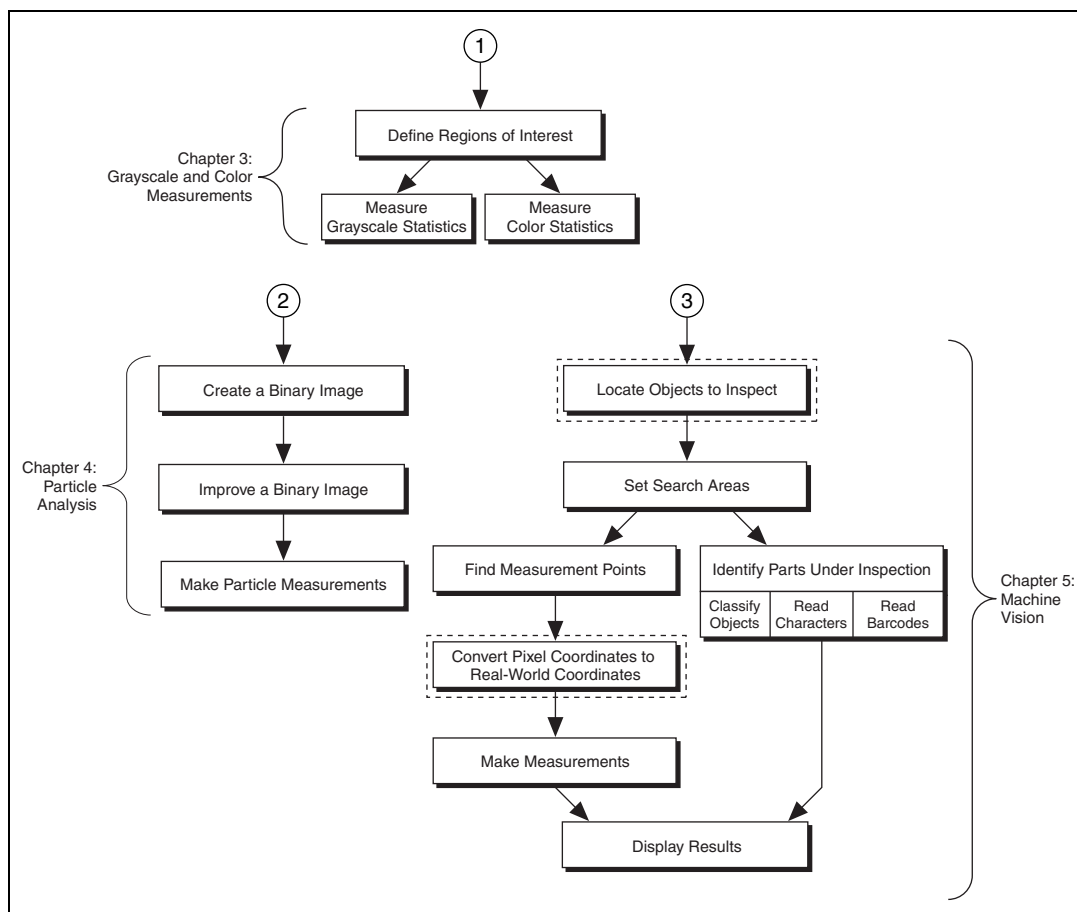 1
Define Regions of Interest
Chapter 3:
Grayscale and Color
Measurements
Measure
Grayscale Statistics
Measure
Color Statistics
2
Create a Binary Image
Improve a Binary Image
Make Particle Measurements
Chapter 4:
Particle
Analysis
3
Locate Objects to Inspect
Set Search Areas
Find Measurement Points
Identify Parts Under Inspection
Classify
Objects
Read
Characters
Read
Barcodes
Convert Pixel Coordinates to
Real-World Coordinates
Make Measurements
Display Results
Chapter 5:
Machine
Vision